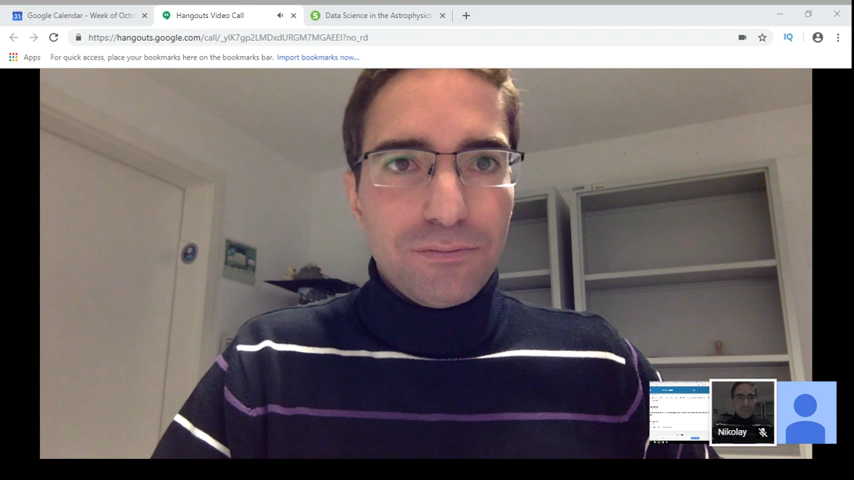 Google Calendar - Week of Octo
Hangouts Video Call
Data Science in the Astrophysics
https://hangouts.google.com/call/_ylK7gp2LMDxdURGM7MGAEEI?no_rd
IQ
Apps
For quick access, place your bookmarks here on the bookmarks bar.
Import bookmarks now...
Nikolay